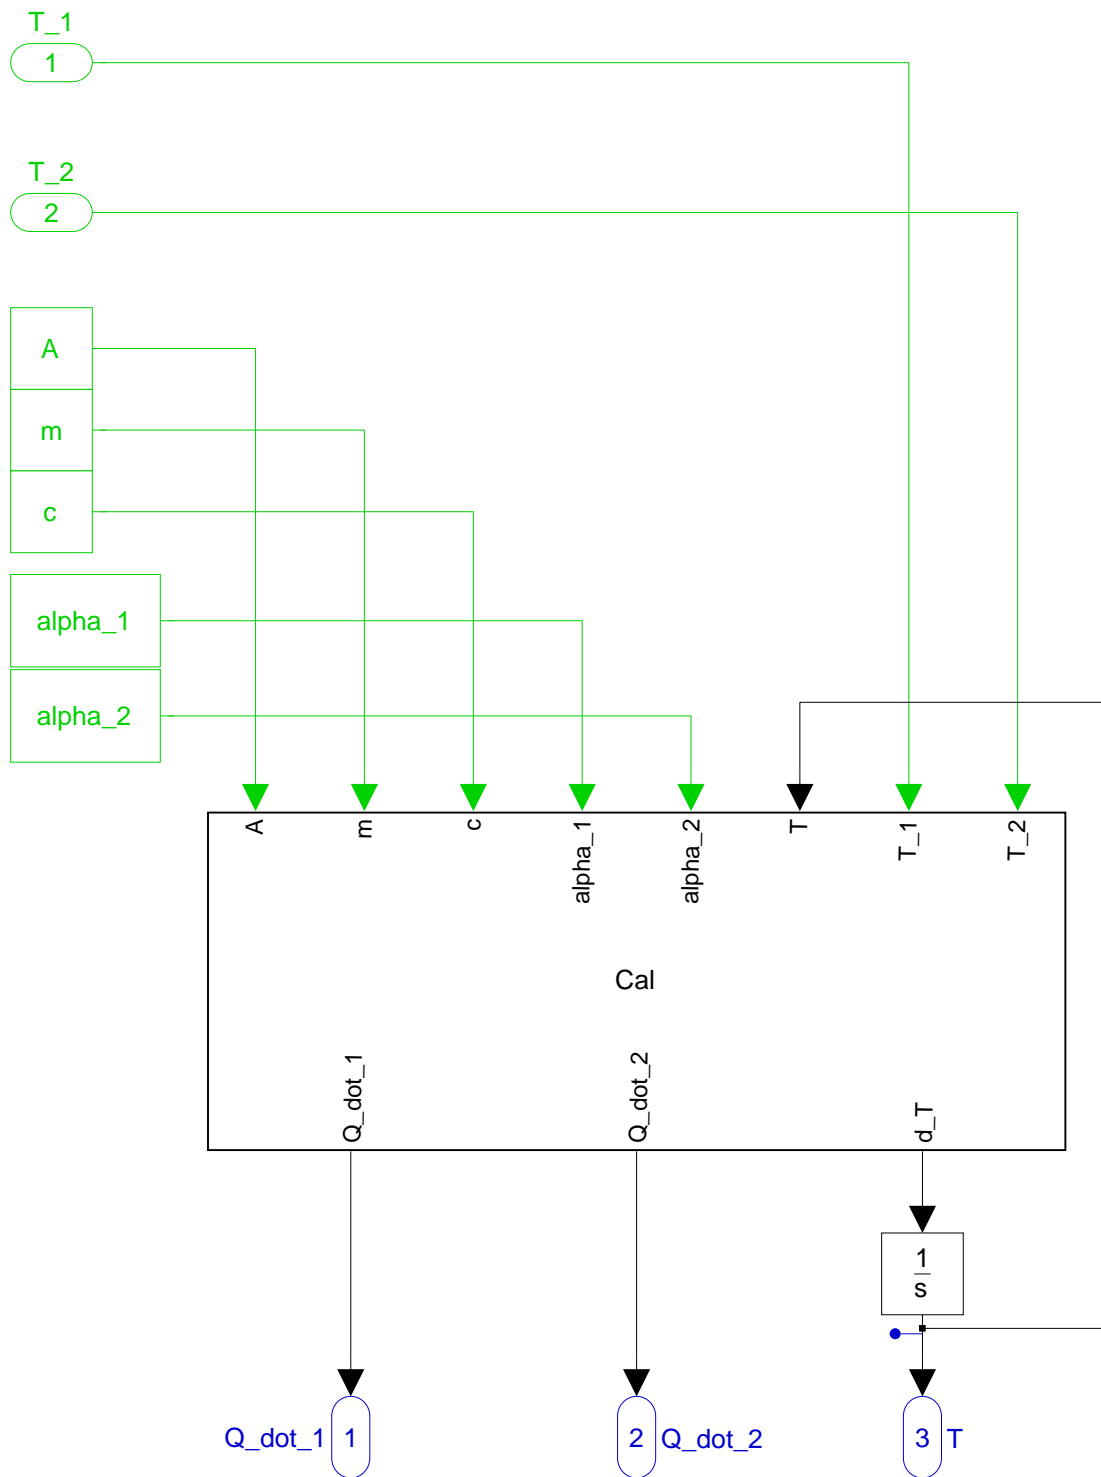 T_1
1
T_2
2
A
m
c
alpha_1
alpha_2
A
m
c
alpha_1
alpha_2
T
T_1
T_2
Cal
Q_dot_1
Q_dot_2
d_T
1
s
Q_dot_1
1
2
Q_dot_2
3
T